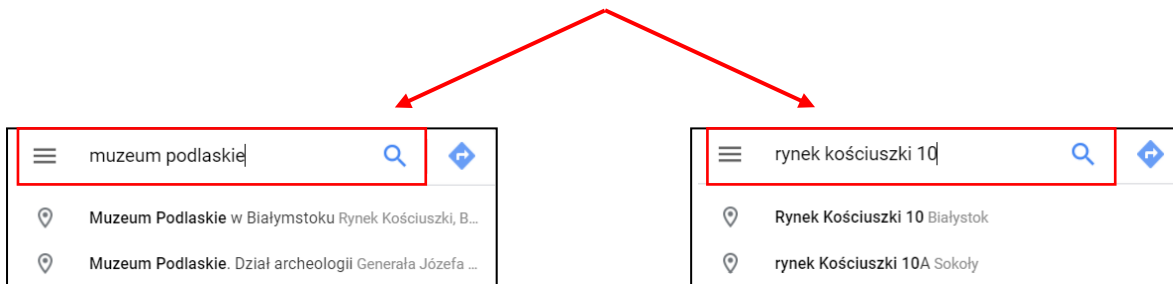 muzeum podlaskie
Muzeum Podlaskie w Białymstoku Rynek Kościuszki, B...
Muzeum Podlaskie. Dział archeologii Generała Józefa ...
rynek kościuszki 10
Rynek Kościuszki 10 Białystok
rynek Kościuszki 10A Sokoły